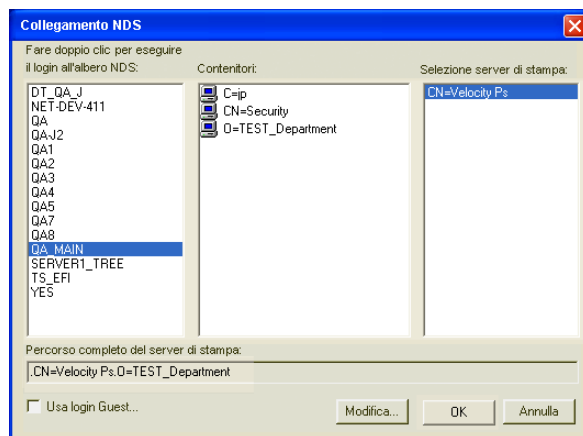 Collegamento NDS
Fare doppio clic per eseguire
il login all'albero NDS:
Contenitori:
Selezione server di stampa:
DT_QA_J
NET-DEV-411
QA
QA-J2
QA1
QA2
QA3
QA4
QA5
QA7
QA8
QA_MAIN
SERVER1_TREE
TS_EFI
YES
C=jp
CN=Security
O=TEST_Department
CN=Velocity Ps
Percorso completo del server di stampa:
.CN=Velocity Ps.O=TEST_Department
Usa login Guest...
Modifica...
OK
Annulla